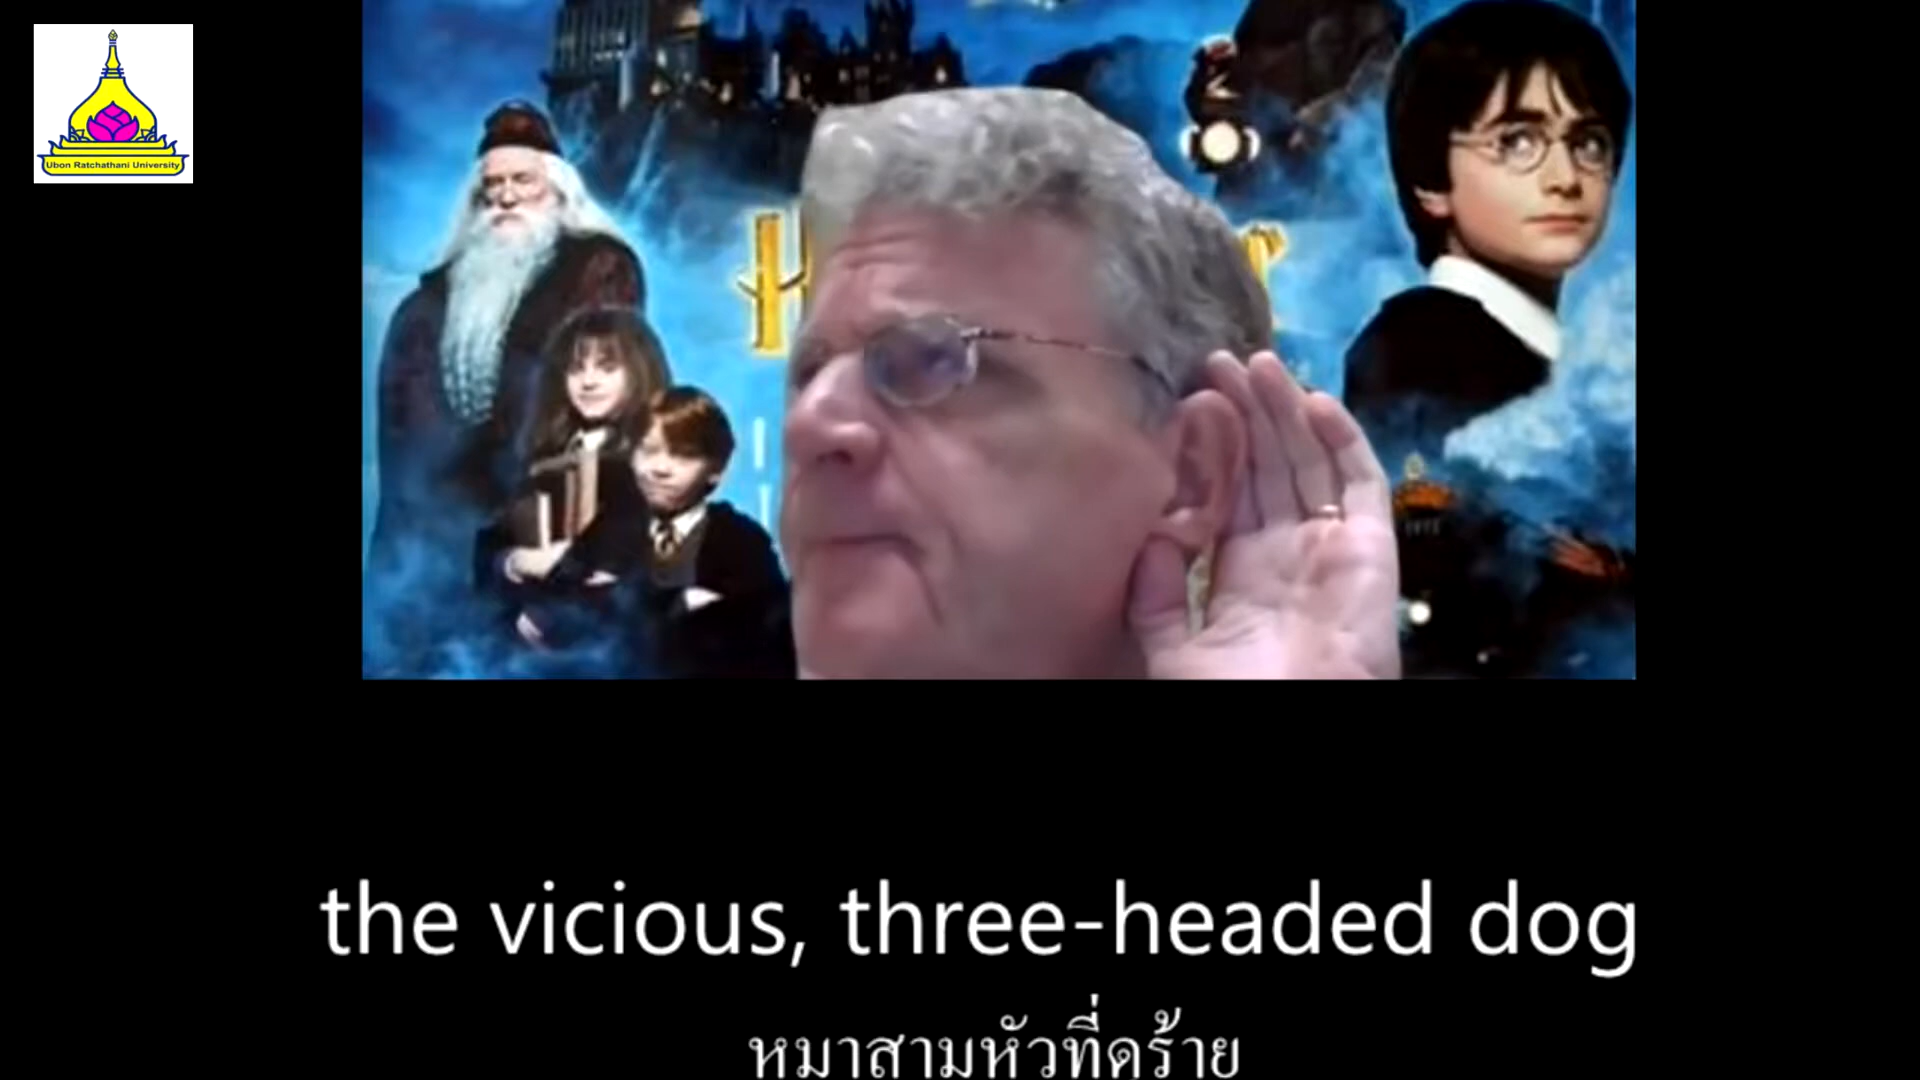 Ubon Ratchathani University
the vicious, three-headed dog
หมาสามหัวที่ดร้าย